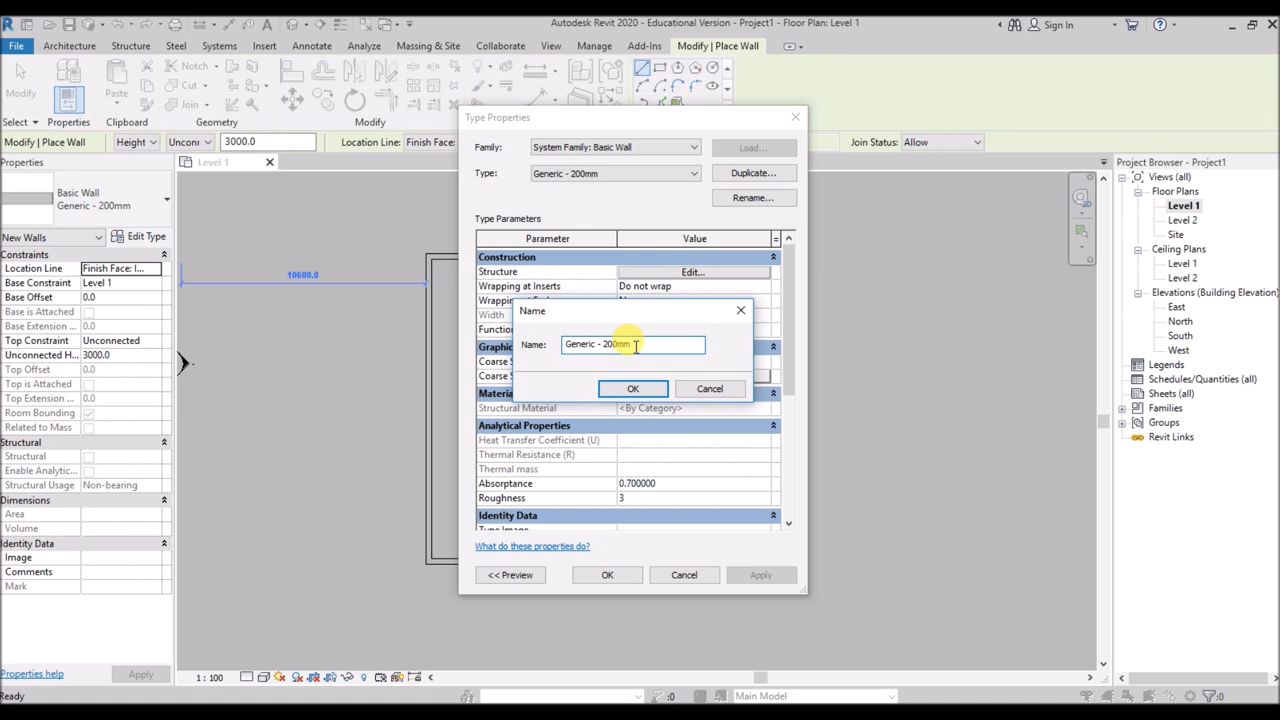 Autodesk Revit 2020 - Educational Version - Project1 - Floor Plan: Level 1
Sign In
File Architecture Structure Steel Systems Insert Annotate Analyze Massing & Site Collaborate View Manage Add-Ins Modify | Place Wall
Modify
Paste
Notch
Cut
Join
Select Properties Clipboard Geometry Modify
Modify | Place Wall Height Unconr 3000.0 Location Line: Finish Face: Join Status: Allow
Properties
Basic Wall
Generic - 200mm
New Walls Edit Type
Constraints
Location Line Finish Face: I...
Base Constraint Level 1
Base Offset 0.0
Base is Attached
Base Extension ... 0.0
Top Constraint Unconnected
Unconnected H... 3000.0
Top Offset 0.0
Top is Attached
Top Extension ... 0.0
Room Bounding
Related to Mass
Structural
Structural
Enable Analytic...
Structural Usage Non-bearing
Dimensions
Area
Volume
Identity Data
Image
Comments
Mark
Properties help Apply
Ready
Level 1
10600.0
Type Properties
Family: System Family: Basic Wall Load...
Type: Generic - 200mm Duplicate...
Rename...
Type Parameters
Parameter Value =
Construction
Structure Edit...
Wrapping at Inserts Do not wrap
Width
Functi
Graphic
Coarse S
Coarse S
Materia
Structural Material <By Category>
Analytical Properties
Heat Transfer Coefficient (U)
Thermal Resistance (R)
Thermal mass
Absorptance 0.700000
Roughness 3
Identity Data
What do these properties do?
<< Preview OK Cancel Apply
Name
Name: Generic - 200mm
OK Cancel
Project Browser - Project1
Views (all)
Floor Plans
Level 1
Level 2
Site
Ceiling Plans
Level 1
Level 2
Elevations (Building Elevation)
East
North
South
West
Legends
Schedules/Quantities (all)
Sheets (all)
Families
Groups
Revit Links
1 : 100
:0 Main Model :0